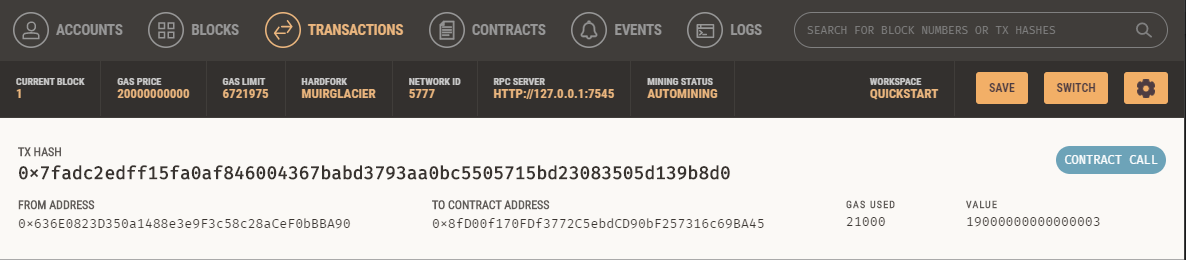 ACCOUNTS BLOCKS TRANSACTIONS CONTRACTS EVENTS LOGS SEARCH FOR BLOCK NUMBERS OR TX HASHES
CURRENT BLOCK GAS PRICE GAS LIMIT HARDFORK NETWORK ID RPC SERVER MINING STATUS WORKSPACE
1 20000000000 6721975 MUIRGLACIER 5777 HTTP://127.0.0.1:7545 AUTOMINING QUICKSTART SAVE SWITCH
TX HASH
0×7fadc2edff15fa0af846004367babd3793aa0bc5505715bd23083505d139b8d0 CONTRACT CALL
FROM ADDRESS TO CONTRACT ADDRESS GAS USED VALUE
0×636E0823D350a1488e3e9F3c58c28aCeF0bBBA90 0×8fD00f170FDf3772C5ebdCD90bF257316c69BA45 21000 19000000000000003